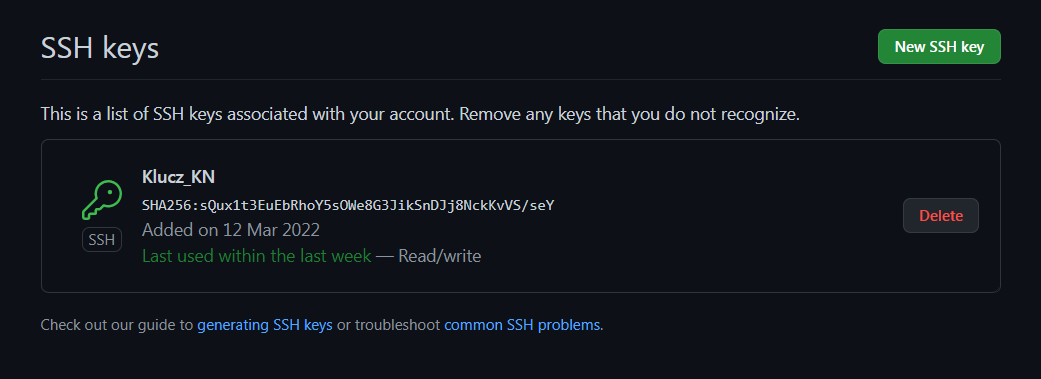 SSH keys
New SSH key
This is a list of SSH keys associated with your account. Remove any keys that you do not recognize.
Klucz_KN
SHA256:sQux1t3EuEbRhoY5sOWe8G3JikSnDJj8NckKvVS/seY
SSH
Added on 12 Mar 2022
Last used within the last week — Read/write
Delete
Check out our guide to generating SSH keys or troubleshoot common SSH problems.